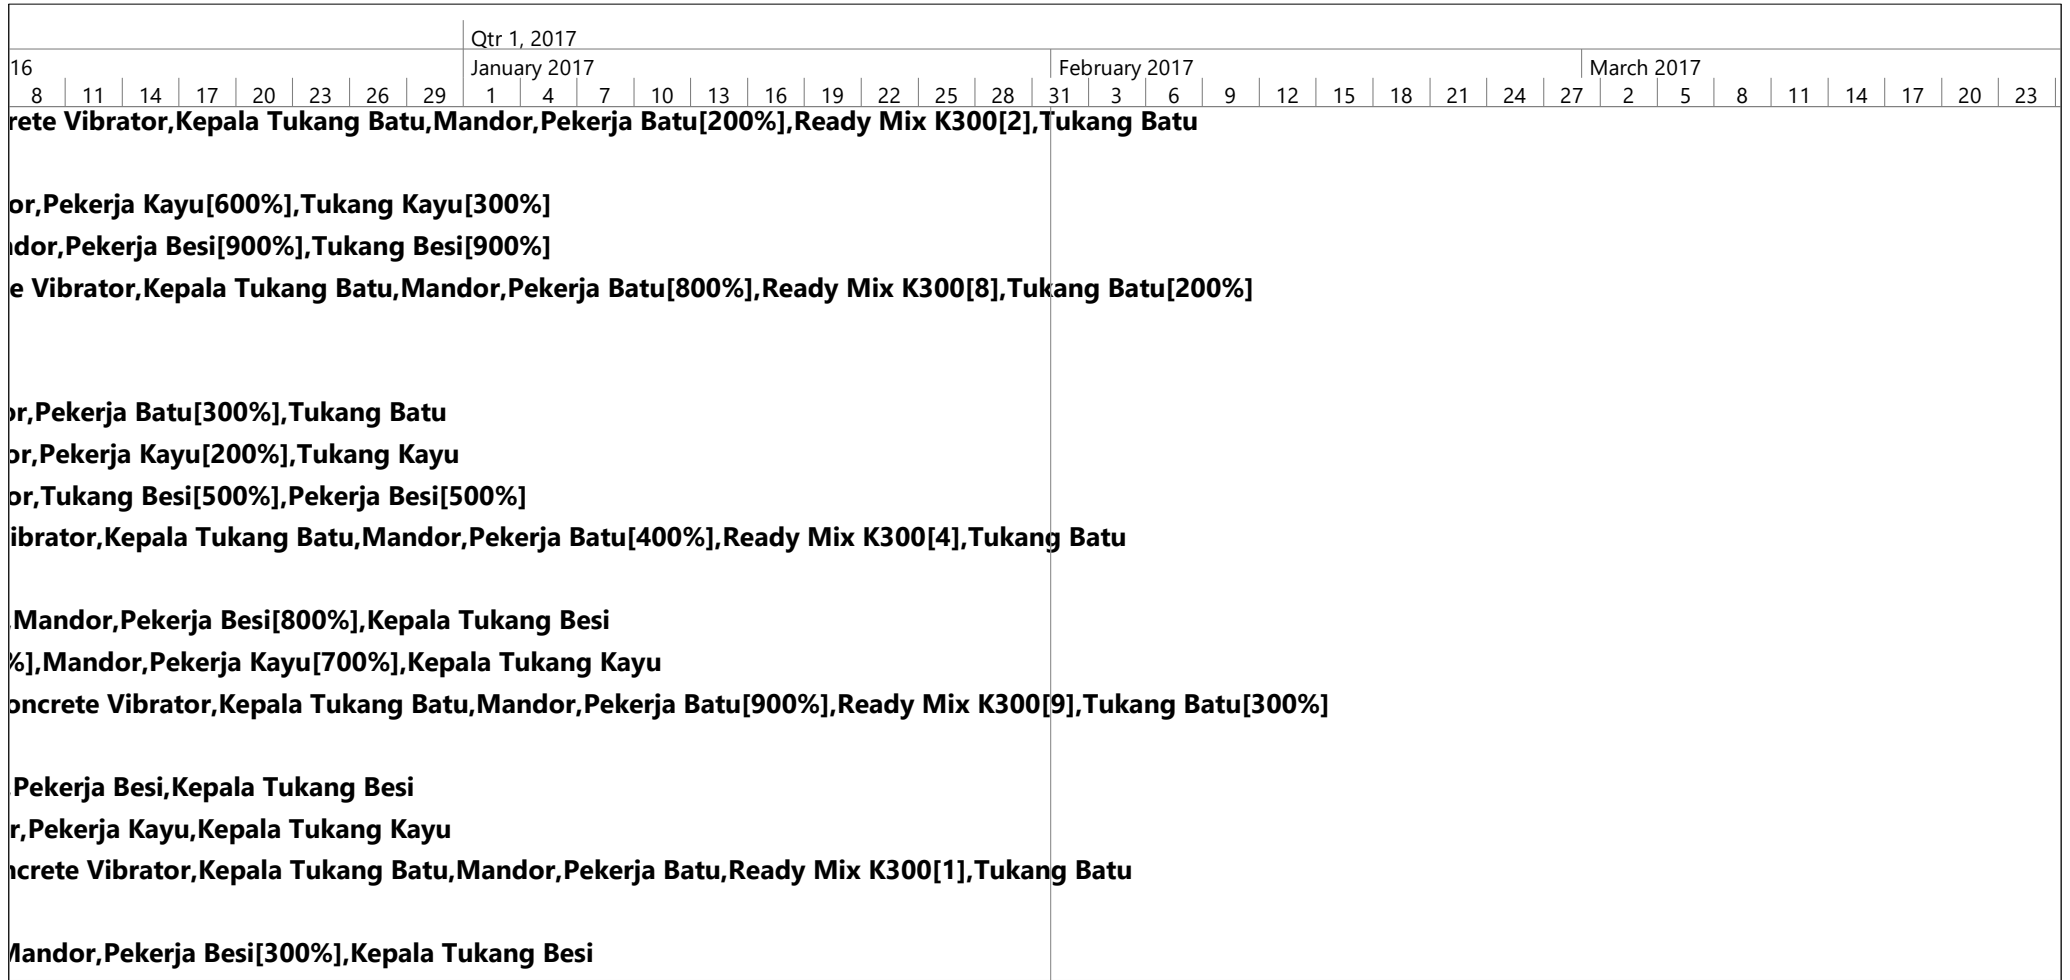 Qtr 1, 2017
16 January 2017 February 2017 March 2017
8 11 14 17 20 23 26 29 1 4 7 10 13 16 19 22 25 28 31 3 6 9 12 15 18 21 24 27 2 5 8 11 14 17 20 23
rete Vibrator,Kepala Tukang Batu,Mandor,Pekerja Batu[200%],Ready Mix K300[2],Tukang Batu
or,Pekerja Kayu[600%],Tukang Kayu[300%]
dor,Pekerja Besi[900%],Tukang Besi[900%]
e Vibrator,Kepala Tukang Batu,Mandor,Pekerja Batu[800%],Ready Mix K300[8],Tukang Batu[200%]
or,Pekerja Batu[300%],Tukang Batu
or,Pekerja Kayu[200%],Tukang Kayu
or,Tukang Besi[500%],Pekerja Besi[500%]
ibrator,Kepala Tukang Batu,Mandor,Pekerja Batu[400%],Ready Mix K300[4],Tukang Batu
,Mandor,Pekerja Besi[800%],Kepala Tukang Besi
%],Mandor,Pekerja Kayu[700%],Kepala Tukang Kayu
oncrete Vibrator,Kepala Tukang Batu,Mandor,Pekerja Batu[900%],Ready Mix K300[9],Tukang Batu[300%]
,Pekerja Besi,Kepala Tukang Besi
r,Pekerja Kayu,Kepala Tukang Kayu
ncrete Vibrator,Kepala Tukang Batu,Mandor,Pekerja Batu,Ready Mix K300[1],Tukang Batu
Mandor,Pekerja Besi[300%],Kepala Tukang Besi